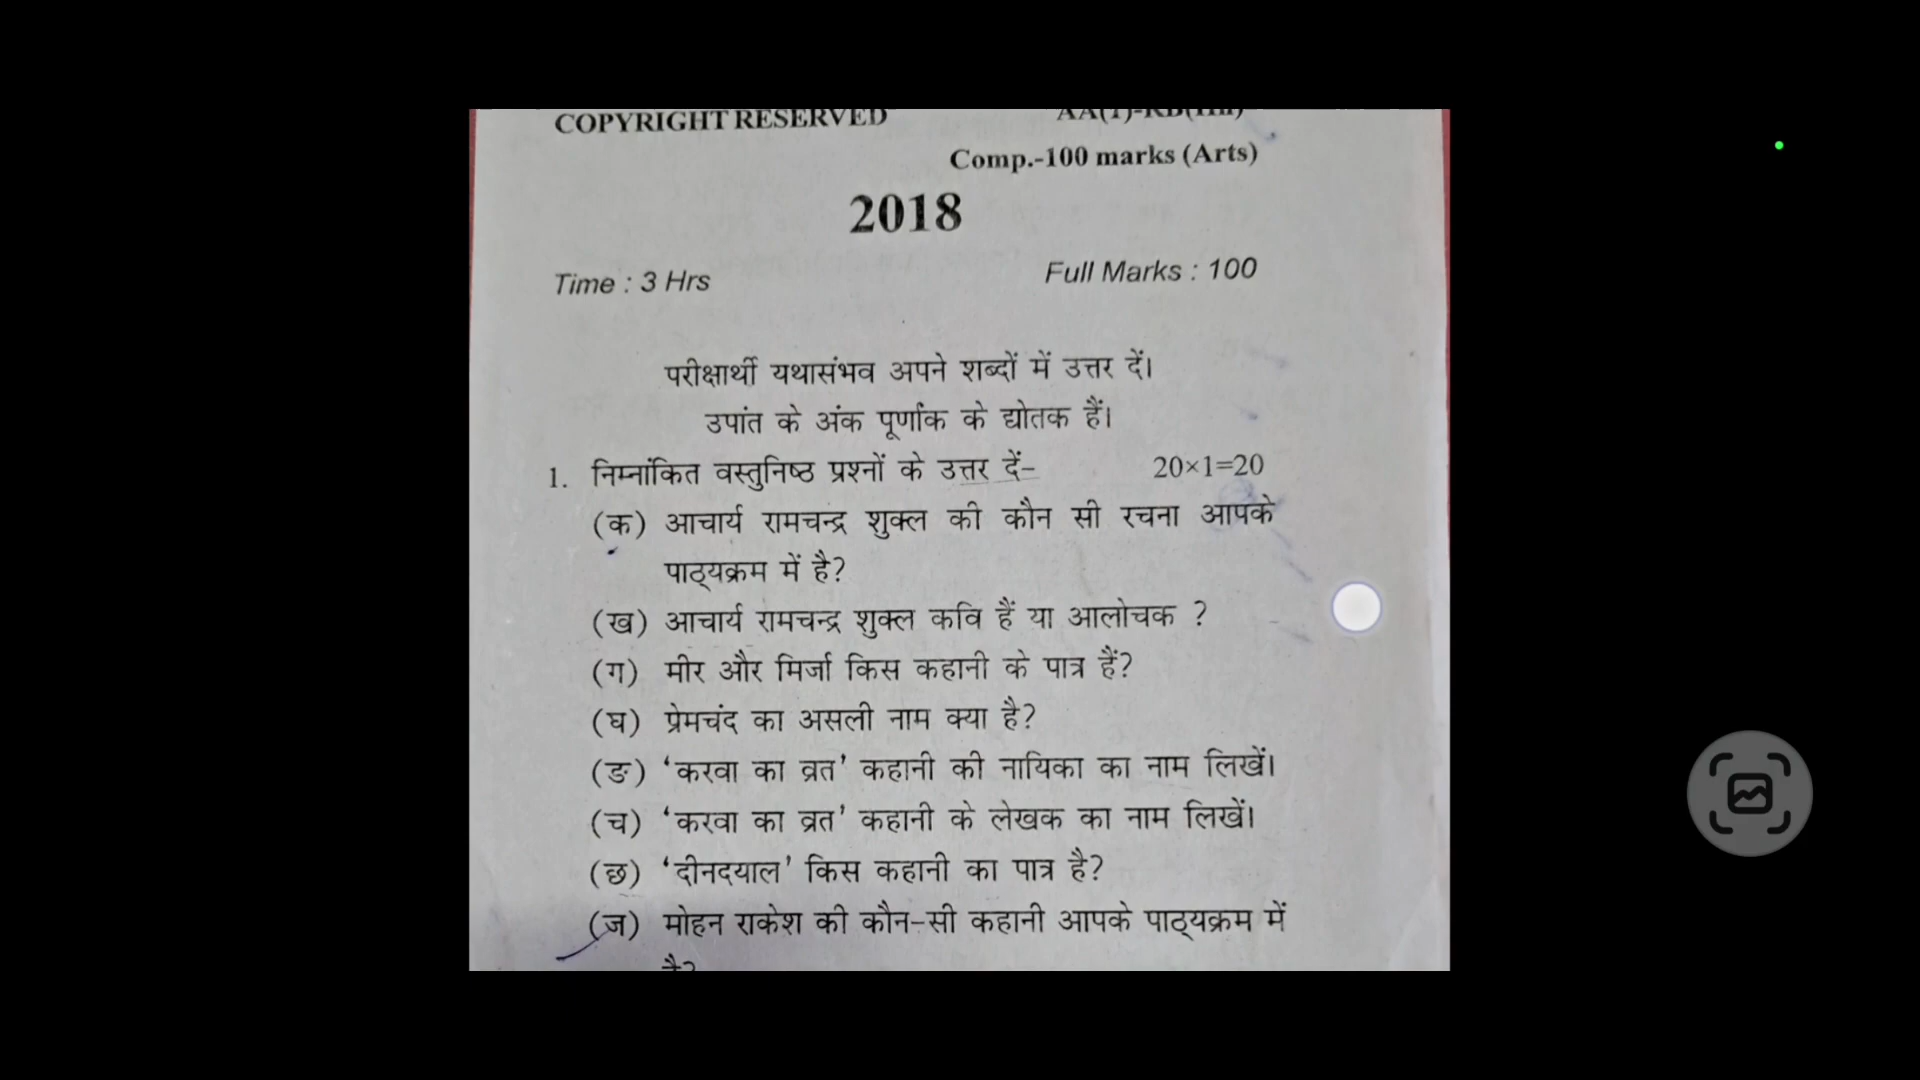 COPYRIGHT RESERVED
Comp.-100 marks (Arts)
2018
Time : 3 Hrs Full Marks : 100
परीक्षार्थी यथासंभव अपने शब्दों में उत्तर दें।
उपांत के अंक पूर्णांक के द्योतक हैं।
1. निम्नांकित वस्तुनिष्ठ प्रश्नों के उत्तर दें- 20×1=20
(क) आचार्य रामचन्द्र शुक्ल की कौन सी रचना आपके
पाठ्यक्रम में है?
(ख) आचार्य रामचन्द्र शुक्ल कवि हैं या आलोचक ?
(ग) मीर और मिर्जा किस कहानी के पात्र हैं?
(घ) प्रेमचंद का असली नाम क्या है?
(ङ) ‘करवा का व्रत’ कहानी की नायिका का नाम लिखें।
(च) ‘करवा का व्रत’ कहानी के लेखक का नाम लिखें।
(छ) ‘दीनदयाल’ किस कहानी का पात्र है?
(ज) मोहन राकेश की कौन-सी कहानी आपके पाठ्यक्रम में